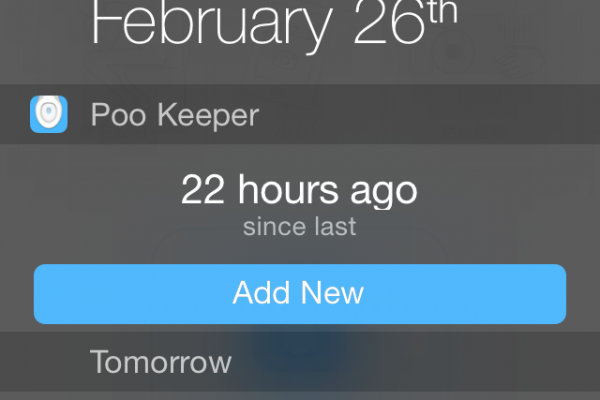 February 26th
Poo Keeper
22 hours ago
since last
Add New
Tomorrow